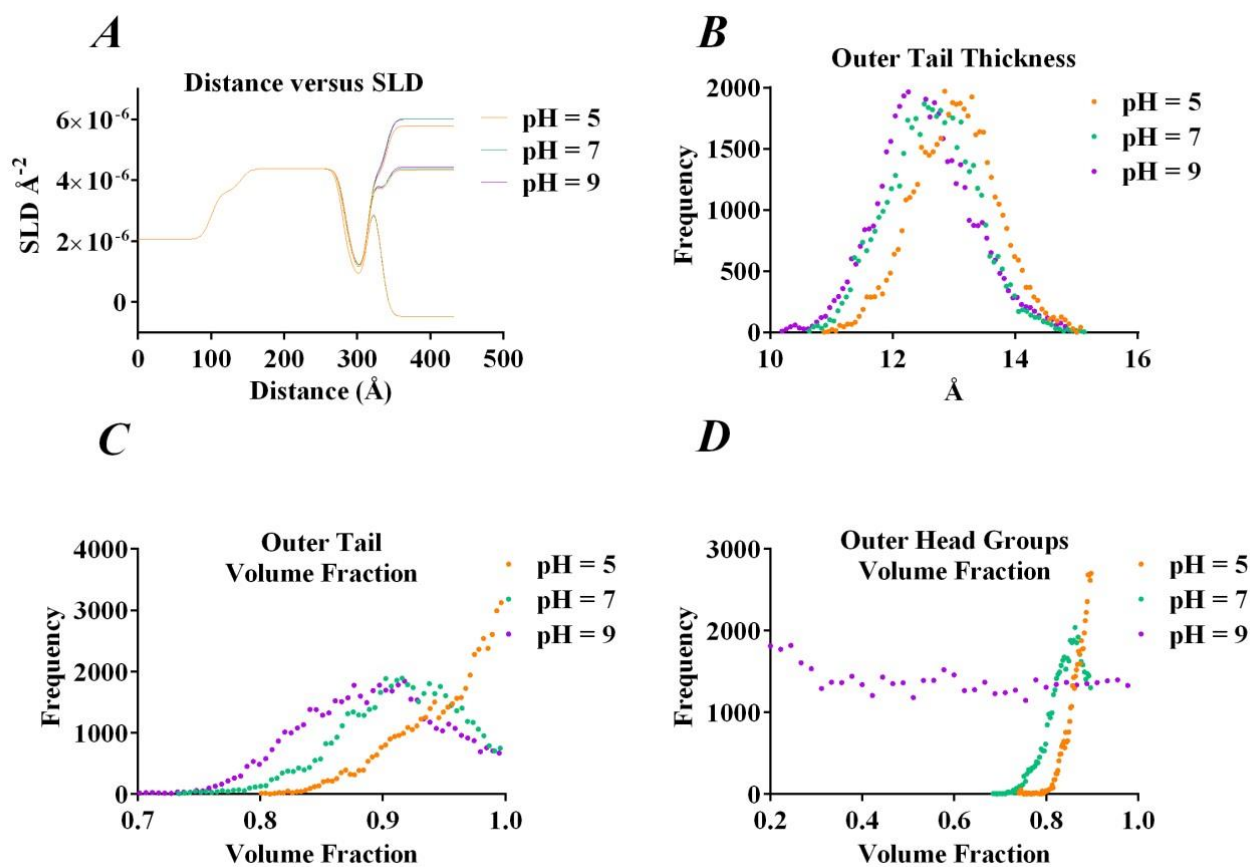 A
Distance versus SLD
6× 10⁻⁶
4× 10⁻⁶
2× 10⁻⁶
0
SLD Å⁻²
0 100 200 300 400 500
Distance (Å)
pH = 5
pH = 7
pH = 9
B
Outer Tail Thickness
2000
1500
1000
500
0
Frequency
10 12 14 16
Å
pH = 5
pH = 7
pH = 9
C
Outer Tail
Volume Fraction
4000
3000
2000
1000
0
Frequency
0.7 0.8 0.9 1.0
Volume Fraction
pH = 5
pH = 7
pH = 9
D
Outer Head Groups
Volume Fraction
3000
2000
1000
0
Frequency
0.2 0.4 0.6 0.8 1.0
Volume Fraction
pH = 5
pH = 7
pH = 9